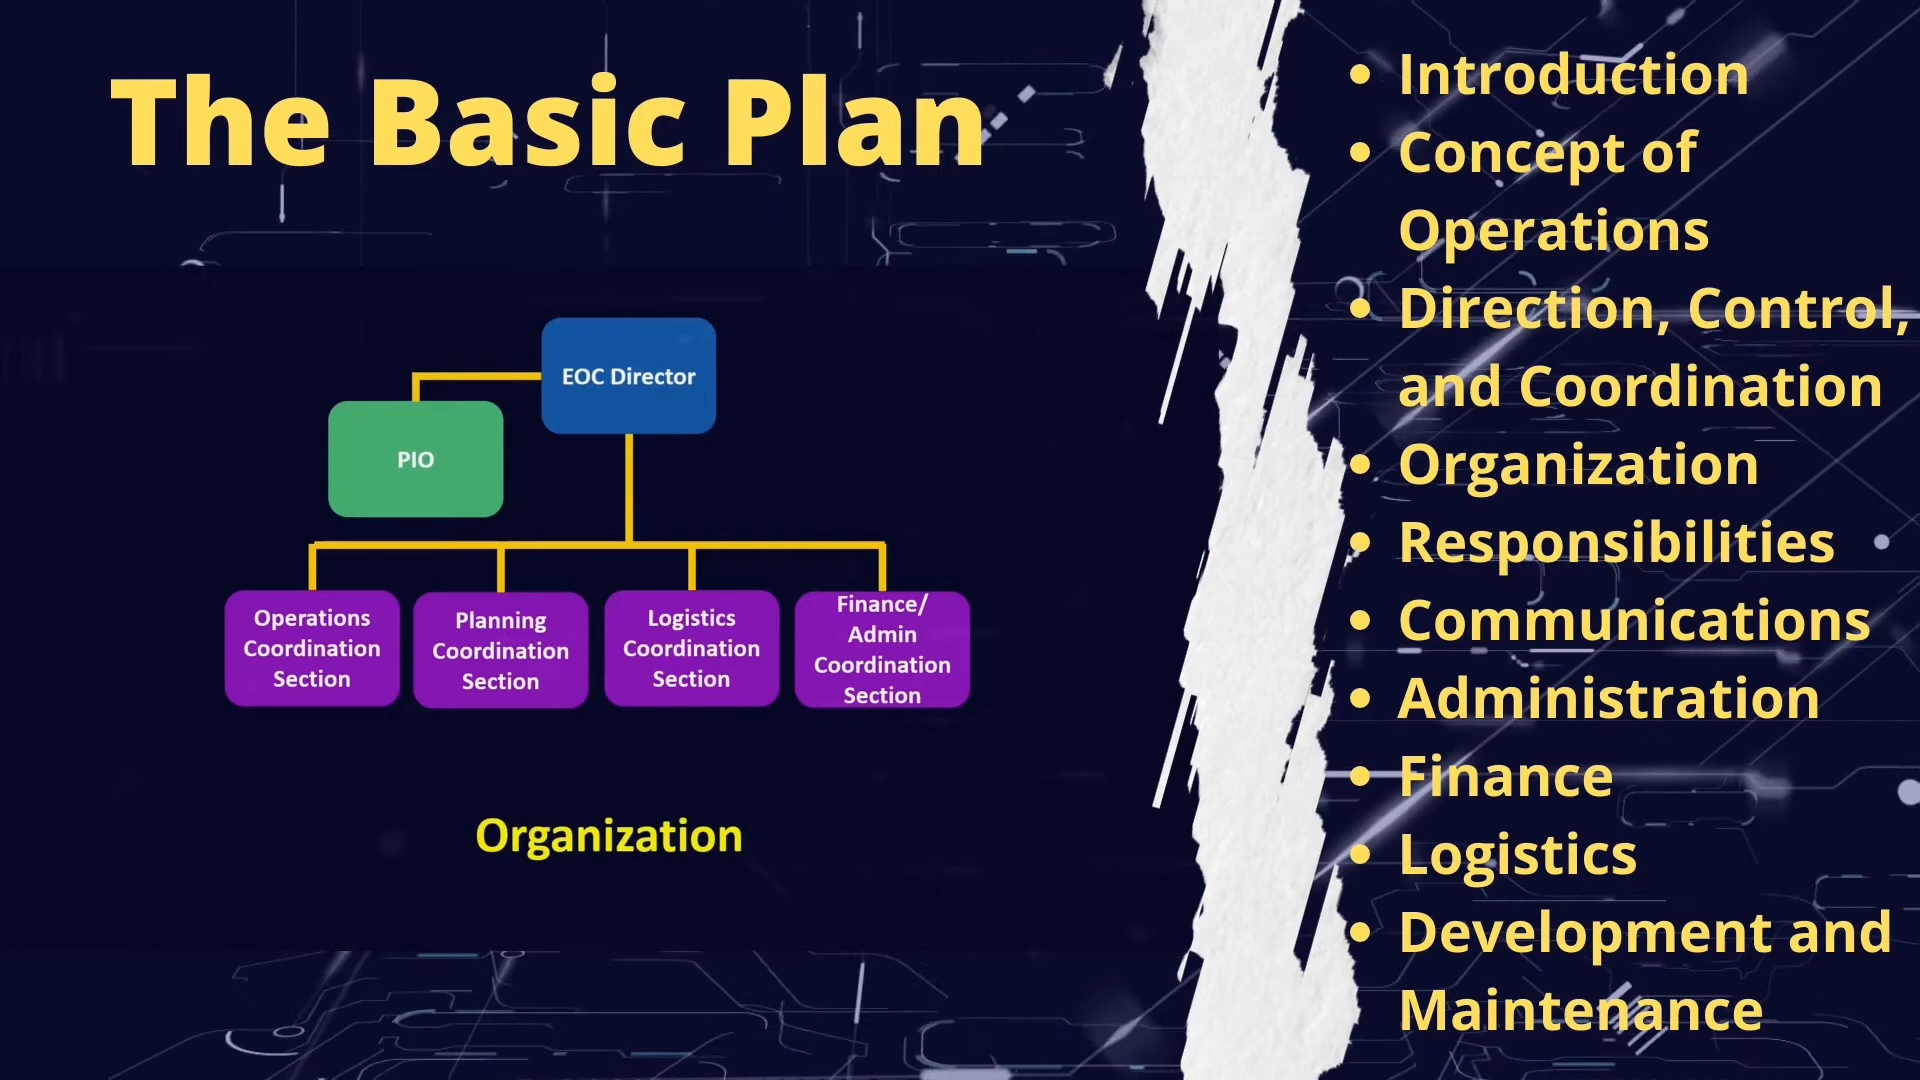 The Basic Plan
EOC Director
PIO
Operations
Coordination
Section
Planning
Coordination
Section
Logistics
Coordination
Section
Finance/
Admin
Coordination
Section
Organization
• Introduction
• Concept of
Operations
• Direction, Control,
and Coordination
• Organization
• Responsibilities
• Communications
• Administration
• Finance
• Logistics
• Development and
Maintenance